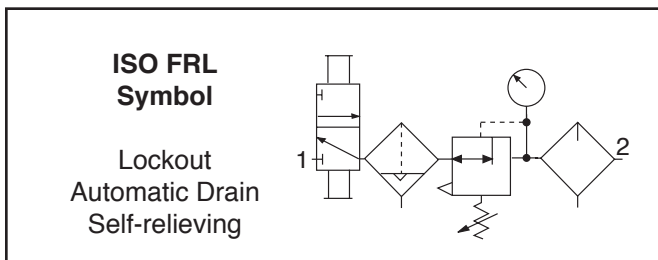 ISO FRL
Symbol
Lockout
Automatic Drain
Self-relieving
1
2